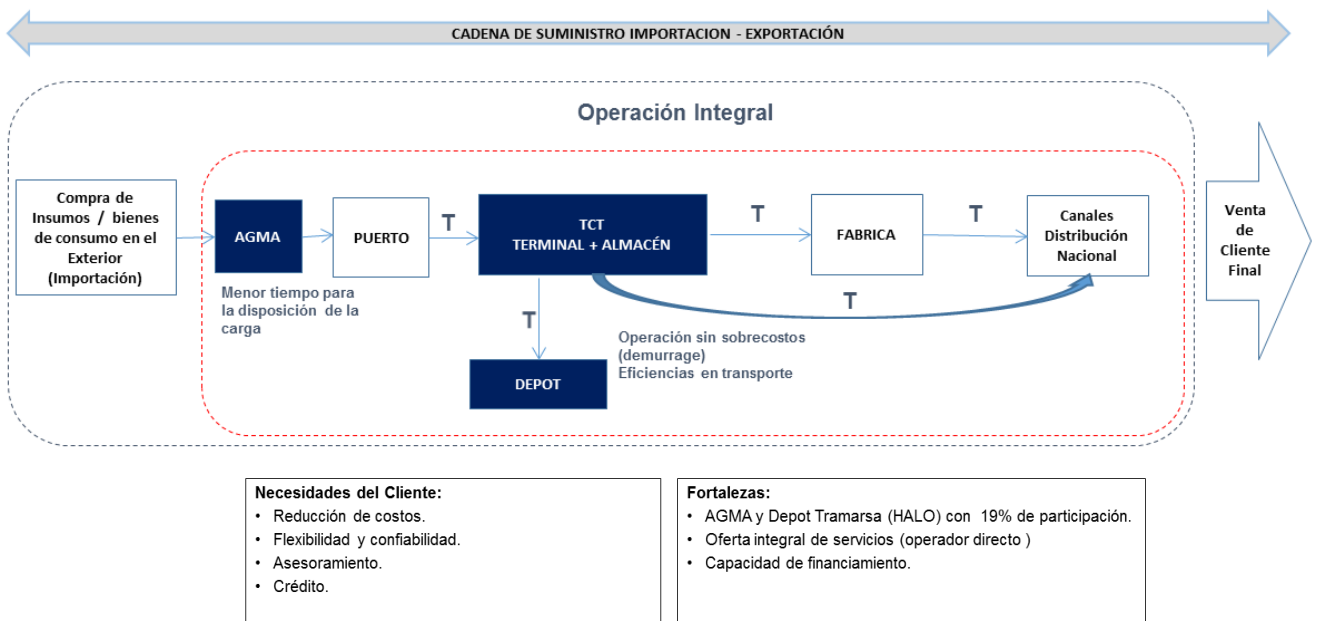 CADENA DE SUMINISTRO IMPORTACION - EXPORTACIÓN
Operación Integral
Compra de
Insumos / bienes
de consumo en el
Exterior
(Importación)
AGMA
PUERTO
T
TCT
TERMINAL + ALMACÉN
T
FABRICA
T
Canales
Distribución
Nacional
Venta
de
Cliente
Final
Menor tiempo para
la disposición de la
carga
T
T
Operación sin sobrecostos
(demurrage)
Eficiencias en transporte
DEPOT
Necesidades del Cliente:
• Reducción de costos.
• Flexibilidad y confiabilidad.
• Asesoramiento.
• Crédito.
Fortalezas:
• AGMA y Depot Tramarsa (HALO) con 19% de participación.
• Oferta integral de servicios (operador directo )
• Capacidad de financiamiento.